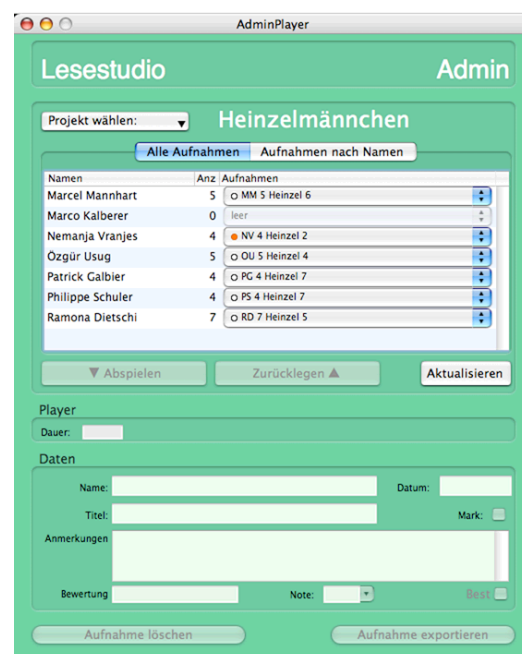 AdminPlayer
Lesestudio Admin
Projekt wählen: Heinzelmännchen
Alle Aufnahmen Aufnahmen nach Namen
Namen Anz Aufnahmen
Marcel Mannhart 5 MM 5 Heinzel 6
Marco Kalberer 0 leer
Nemanja Vranjes 4 NV 4 Heinzel 2
Özgür Usug 5 OU 5 Heinzel 4
Patrick Galbier 4 PG 4 Heinzel 7
Philippe Schuler 4 PS 4 Heinzel 7
Ramona Dietschi 7 RD 7 Heinzel 5
Abspielen Zurücklegen Aktualisieren
Player
Dauer:
Daten
Name: Datum:
Titel: Mark:
Anmerkungen
Bewertung Note: Best
Aufnahme löschen Aufnahme exportieren